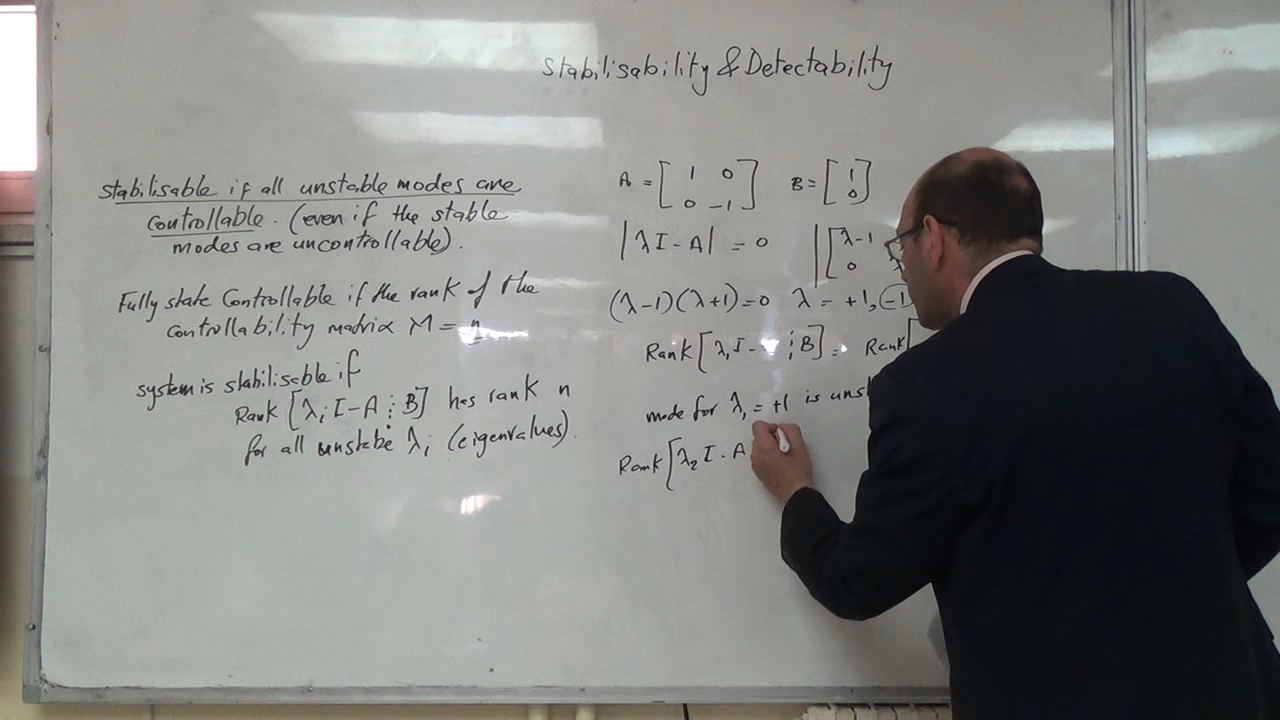 Stabilisability & Detectability
Stabilisable if all unstable modes are
controllable. (even if the stable
modes are uncontrollable).
Fully state Controllable if the rank of the
controllability matrix M = n
system is stabilisable if
Rank [λi I-A ⋮ B] has rank n
for all unstabe λi (eigenvalues).
A = [1 0
0 -1] B = [1
0]
|λI - A| = 0 |[λ-1
0
(λ-1)(λ+1)=0 λ = +1, -1
Rank [λ1 I - ⋮ B] = Rank[
mode for λ1 = +1 is uns
Rank [λ2 I - A